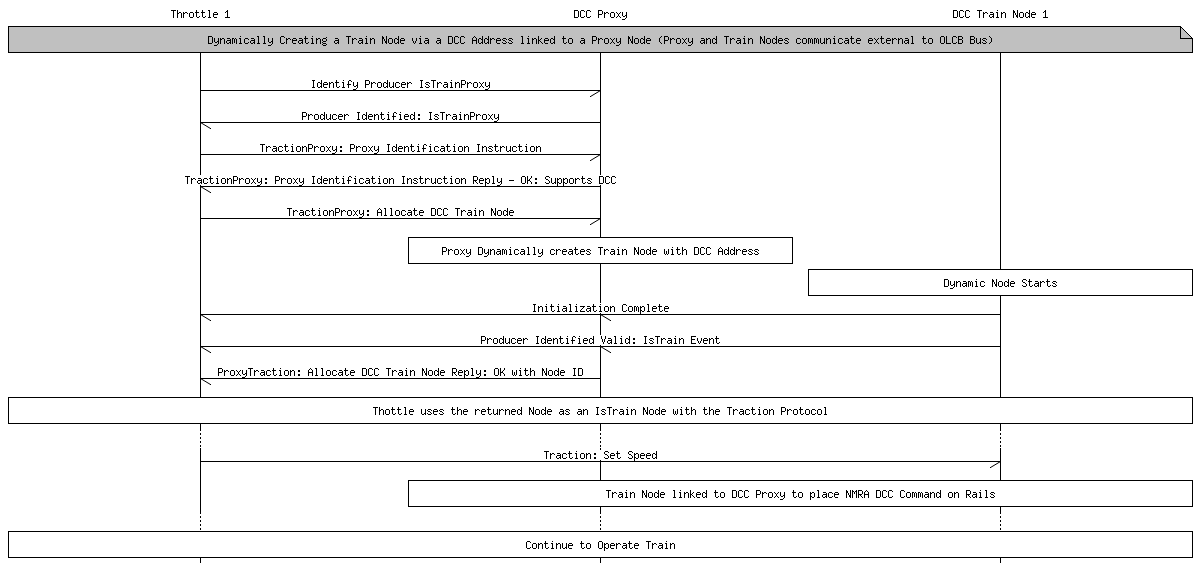 Throttle 1 DCC Proxy DCC Train Node 1
Dynamically Creating a Train Node via a DCC Address linked to a Proxy Node (Proxy and Train Nodes communicate external to OLCB Bus)
Identify Producer IsTrainProxy
Producer Identified: IsTrainProxy
TractionProxy: Proxy Identification Instruction
TractionProxy: Proxy Identification Instruction Reply - OK: Supports DCC
TractionProxy: Allocate DCC Train Node
Proxy Dynamically creates Train Node with DCC Address
Dynamic Node Starts
Initialization Complete
Producer Identified Valid: IsTrain Event
ProxyTraction: Allocate DCC Train Node Reply: OK with Node ID
Thottle uses the returned Node as an IsTrain Node with the Traction Protocol
Traction: Set Speed
Train Node linked to DCC Proxy to place NMRA DCC Command on Rails
Continue to Operate Train